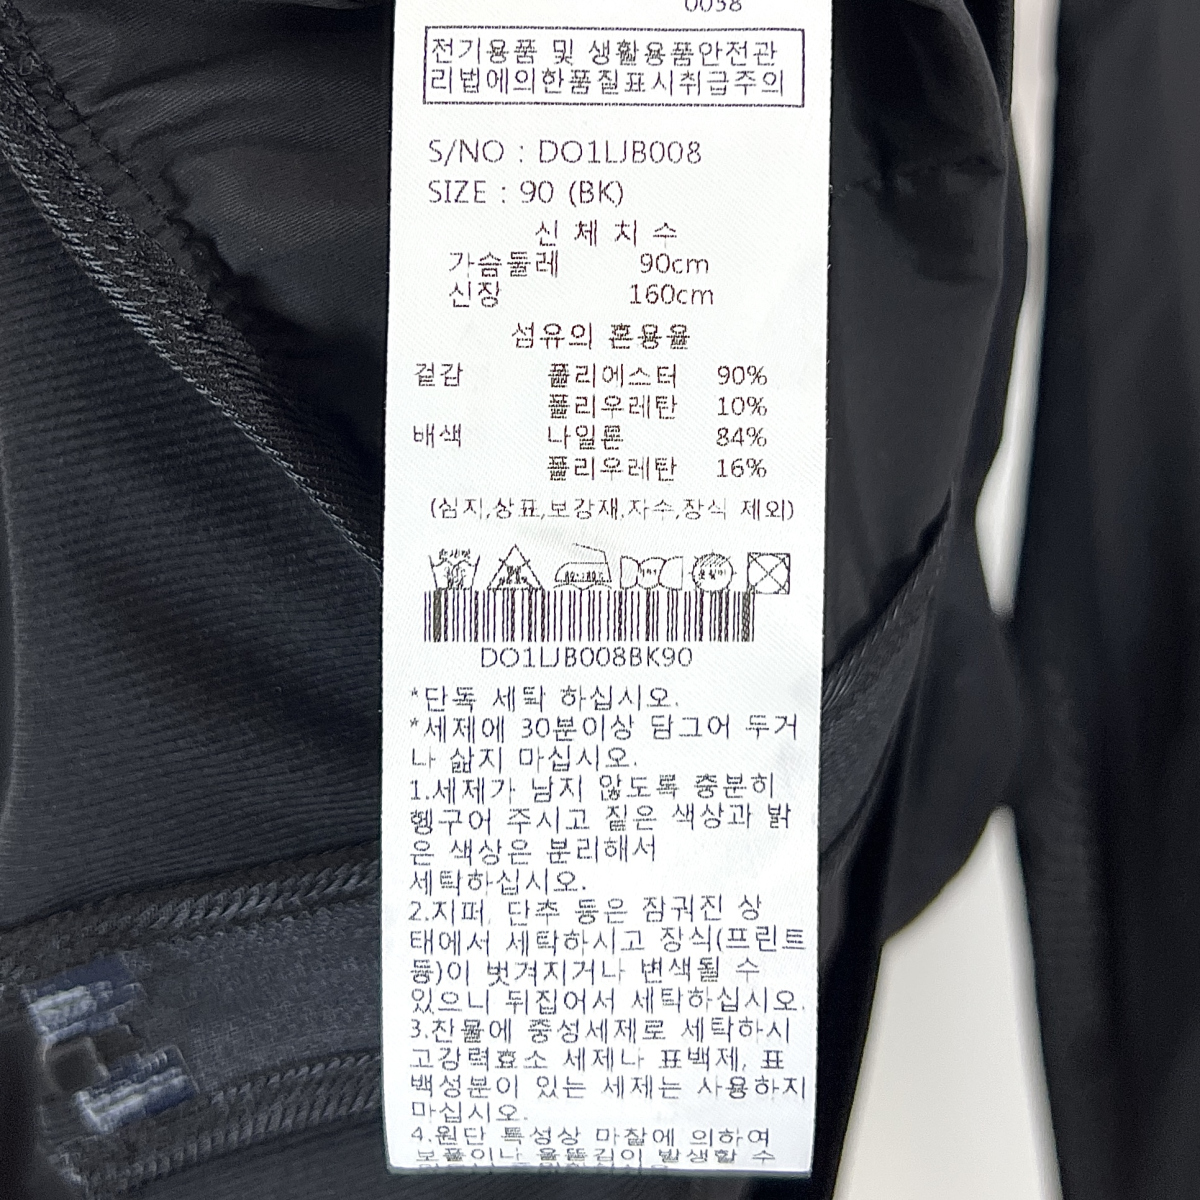 0038
전기용품 및 생활용품안전관
리법에의한품질표시취급주의
S/NO : DO1LJB008
SIZE : 90 (BK)
신 체 치 수
가슴둘레 90cm
신장 160cm
섬유의 혼용율
겉감 폴리에스터 90%
폴리우레탄 10%
배색 나일론 84%
폴리우레탄 16%
(심지,상표,보강재,자수,장식 제외)
DO1LJB008BK90
*단독 세탁 하십시오.
*세제에 30분이상 담그어 두거
나 삶지 마십시오.
1.세제가 남지 않도록 충분히
헹구어 주시고 짙은 색상과 밝
은 색상은 분리해서
세탁하십시오.
2.지퍼, 단추 등은 잠궈진 상
태에서 세탁하시고 장식(프린트
등)이 벗겨지거나 변색될 수
있으니 뒤집어서 세탁하십시오.
3.찬물에 중성세제로 세탁하시
고강력효소 세제나 표백제, 표
백성분이 있는 세제는 사용하지
마십시오.
4.원단 특성상 마찰에 의하여
보풀이나 올뜯김이 발생할 수